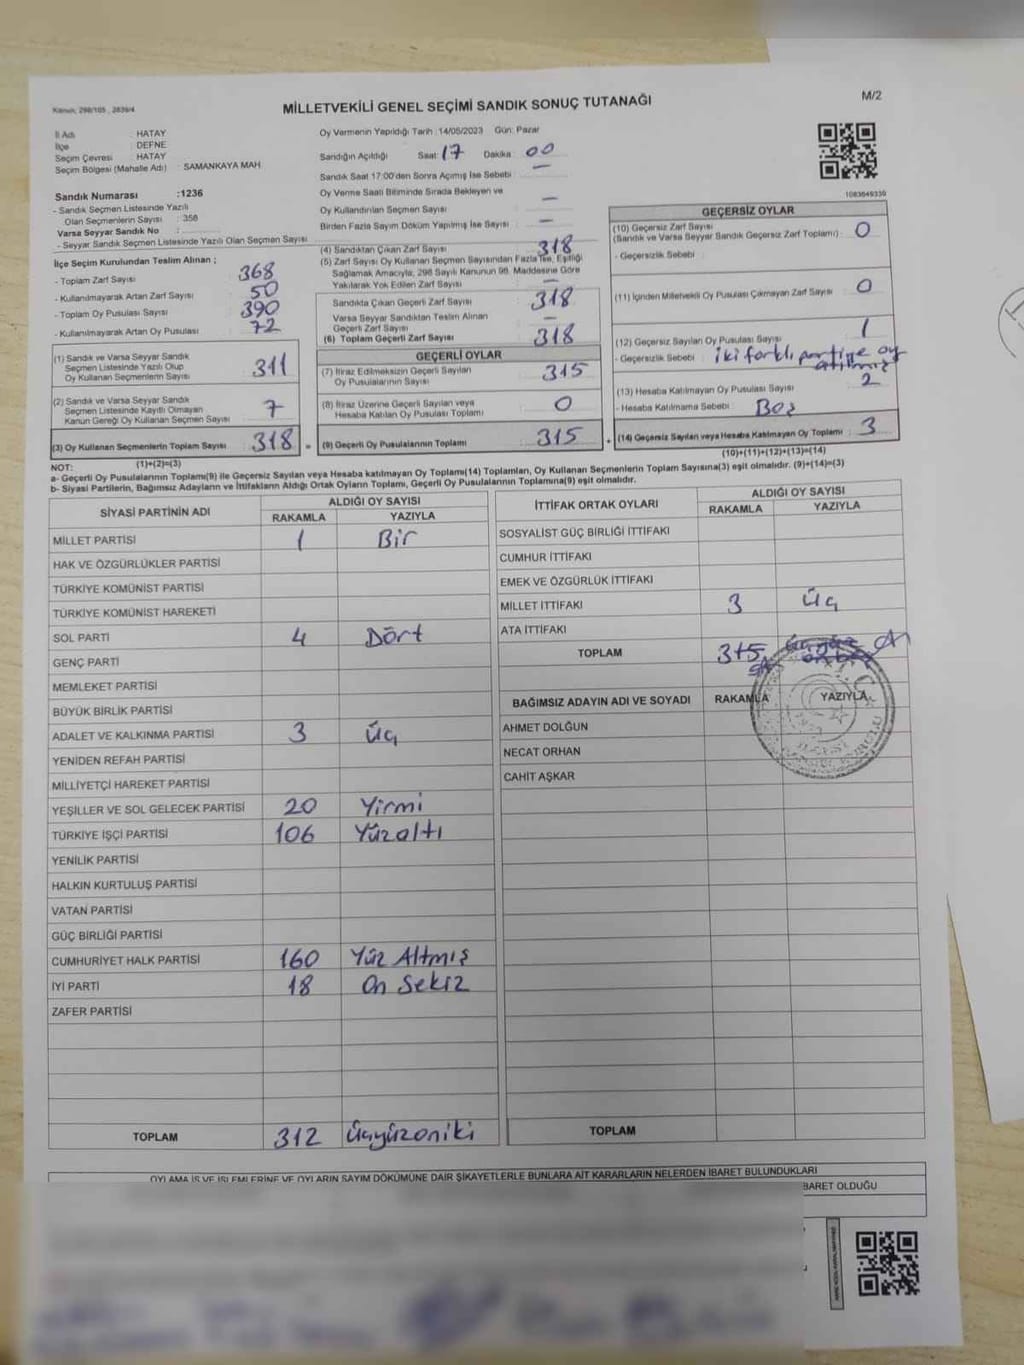 Kanun: 298/105 , 2839/4
MİLLETVEKİLİ GENEL SEÇİMİ SANDIK SONUÇ TUTANAĞI
M/2
İl Adı : HATAY
İlçe : DEFNE
Seçim Çevresi : HATAY
Seçim Bölgesi (Mahalle Adı) : SAMANKAYA MAH.
Sandık Numarası :1236
- Sandık Seçmen Listesinde Yazılı
Olan Seçmenlerin Sayısı : 358
Varsa Seyyar Sandık No :
- Seyyar Sandık Seçmen Listesinde Yazılı Olan Seçmen Sayısı
Oy Vermenin Yapıldığı Tarih : 14/05/2023 Gün: Pazar
Sandığın Açıldığı Saat: 17 Dakika: 00
Sandık Saat 17:00'den Sonra Açılmış İse Sebebi : —
Oy Verme Saati Bitiminde Sırada Bekleyen ve
Oy Kullandırılan Seçmen Sayısı : —
Birden Fazla Sayım Döküm Yapılmış İse Sayısı : —
1083649339
İlçe Seçim Kurulundan Teslim Alınan ;
- Toplam Zarf Sayısı : 368
- Kullanılmayarak Artan Zarf Sayısı : 50
- Toplam Oy Pusulası Sayısı : 390
- Kullanılmayarak Artan Oy Pusulası : 72
(1) Sandık ve Varsa Seyyar Sandık
Seçmen Listesinde Yazılı Olup
Oy Kullanan Seçmenlerin Sayısı : 311
(2) Sandık ve Varsa Seyyar Sandık
Seçmen Listesinde Kayıtlı Olmayan
Kanun Gereği Oy Kullanan Seçmen Sayısı : 7
(3) Oy Kullanan Seçmenlerin Toplam Sayısı : 318
(1)+(2)=(3)
(4) Sandıktan Çıkan Zarf Sayısı : 318
(5) Zarf Sayısı Oy Kullanan Seçmen Sayısından Fazla ise, Eşitliği
Sağlamak Amacıyla, 298 Sayılı Kanunun 98. Maddesine Göre
Yakılarak Yok Edilen Zarf Sayısı : —
Sandıkta Çıkan Geçerli Zarf Sayısı : 318
Varsa Seyyar Sandıktan Teslim Alınan
Geçerli Zarf Sayısı : —
(6) Toplam Geçerli Zarf Sayısı : 318
GEÇERLİ OYLAR
(7) İtiraz Edilmeksizin Geçerli Sayılan
Oy Pusulalarının Sayısı : 315
(8) İtiraz Üzerine Geçerli Sayılan veya
Hesaba Katılan Oy Pusulası Toplamı : 0
= (9) Geçerli Oy Pusulalarının Toplamı : 315
GEÇERSİZ OYLAR
(10) Geçersiz Zarf Sayısı
(Sandık ve Varsa Seyyar Sandık Geçersiz Zarf Toplamı) : 0
- Geçersizlik Sebebi :
(11) İçinden Milletvekili Oy Pusulası Çıkmayan Zarf Sayısı : 0
(12) Geçersiz Sayılan Oy Pusulası Sayısı : 1
- Geçersizlik Sebebi : iki farklı partiye oy
atılmış
(13) Hesaba Katılmayan Oy Pusulası Sayısı : 2
- Hesaba Katılmama Sebebi : Boş
+ (14) Geçersiz Sayılan veya Hesaba Katılmayan Oy Toplamı : 3
(10)+(11)+(12)+(13)=(14)
NOT:
a- Geçerli Oy Pusulalarının Toplamı(9) ile Geçersiz Sayılan veya Hesaba katılmayan Oy Toplamı(14) Toplamları, Oy Kullanan Seçmenlerin Toplam Sayısına(3) eşit olmalıdır. (9)+(14)=(3)
b- Siyasi Partilerin, Bağımsız Adayların ve İttifakların Aldığı Ortak Oyların Toplamı, Geçerli Oy Pusulalarının Toplamına(9) eşit olmalıdır.
SİYASİ PARTİNİN ADI ALDIĞI OY SAYISI
RAKAMLA YAZIYLA
MİLLET PARTİSİ 1 Bir
HAK VE ÖZGÜRLÜKLER PARTİSİ
TÜRKİYE KOMÜNİST PARTİSİ
TÜRKİYE KOMÜNİST HAREKETİ
SOL PARTİ 4 Dört
GENÇ PARTİ
MEMLEKET PARTİSİ
BÜYÜK BİRLİK PARTİSİ
ADALET VE KALKINMA PARTİSİ 3 Üç
YENİDEN REFAH PARTİSİ
MİLLİYETÇİ HAREKET PARTİSİ
YEŞİLLER VE SOL GELECEK PARTİSİ 20 Yirmi
TÜRKİYE İŞÇİ PARTİSİ 106 Yüzaltı
YENİLİK PARTİSİ
HALKIN KURTULUŞ PARTİSİ
VATAN PARTİSİ
GÜÇ BİRLİĞİ PARTİSİ
CUMHURİYET HALK PARTİSİ 160 Yüz Altmış
İYİ PARTİ 18 On Sekiz
ZAFER PARTİSİ
TOPLAM 312 Üçyüzoniki
İTTİFAK ORTAK OYLARI ALDIĞI OY SAYISI
RAKAMLA YAZIYLA
SOSYALİST GÜÇ BİRLİĞİ İTTİFAKI
CUMHUR İTTİFAKI
EMEK VE ÖZGÜRLÜK İTTİFAKI
MİLLET İTTİFAKI 3 Üç
ATA İTTİFAKI
TOPLAM 315
BAĞIMSIZ ADAYIN ADI VE SOYADI RAKAMLA YAZIYLA
AHMET DOLĞUN
NECAT ORHAN
CAHİT AŞKAR
TOPLAM
T.C.
OYLAMA İŞ VE İŞLEMLERİNE VE OYLARIN SAYIM DÖKÜMÜNE DAİR ŞİKAYETLERLE BUNLARA AİT KARARLARIN NELERDEN İBARET BULUNDUKLARI
BARET OLDUĞU